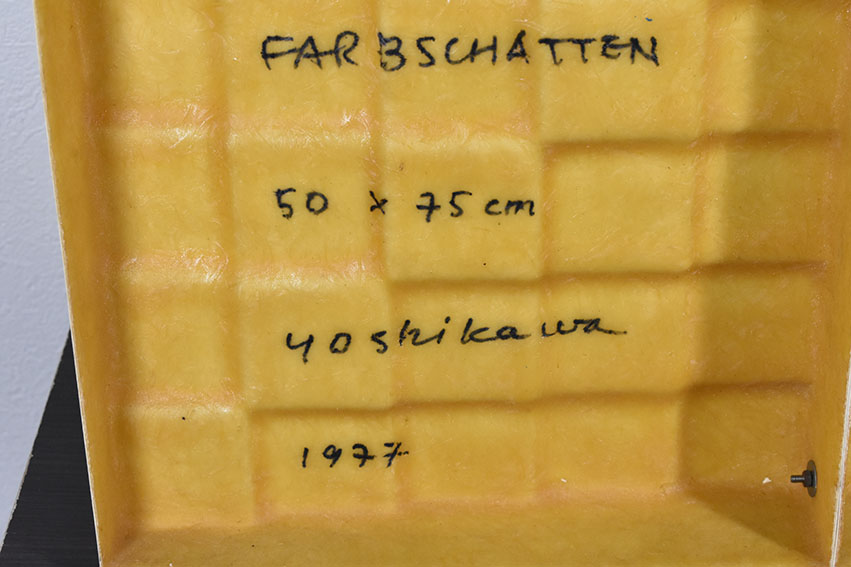 FARBSCHATTEN
50 x 75 cm
yoshikawa
1977